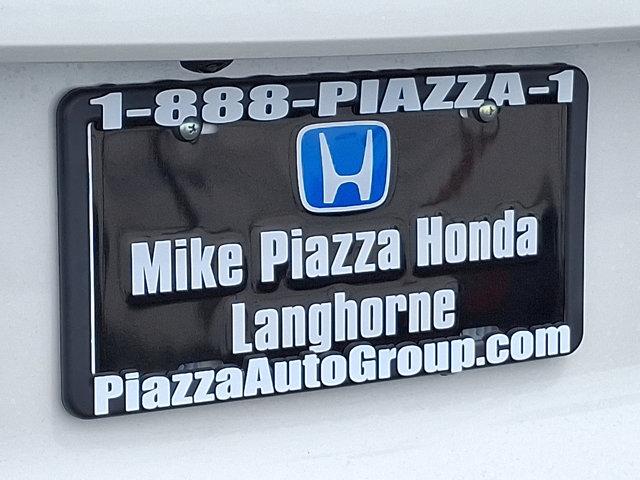 1-888-PIAZZA-1
Mike Piazza Honda
Langhorne
PiazzaAutoGroup.com